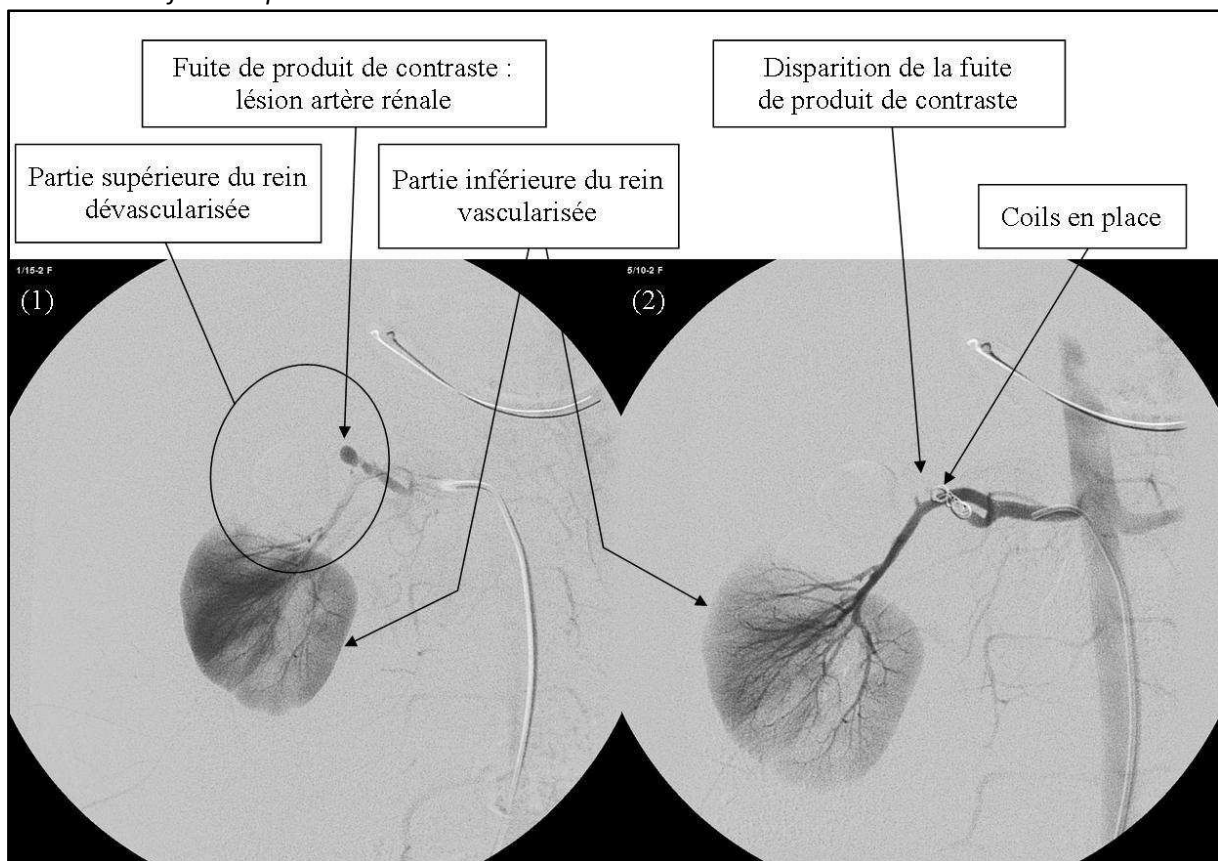 Fuite de produit de contraste :
lésion artère rénale
Disparition de la fuite
de produit de contraste
Partie supérieure du rein
dévascularisée
Partie inférieure du rein
vascularisée
Coils en place
1/15-2 F
(1)
5/10-2 F
(2)